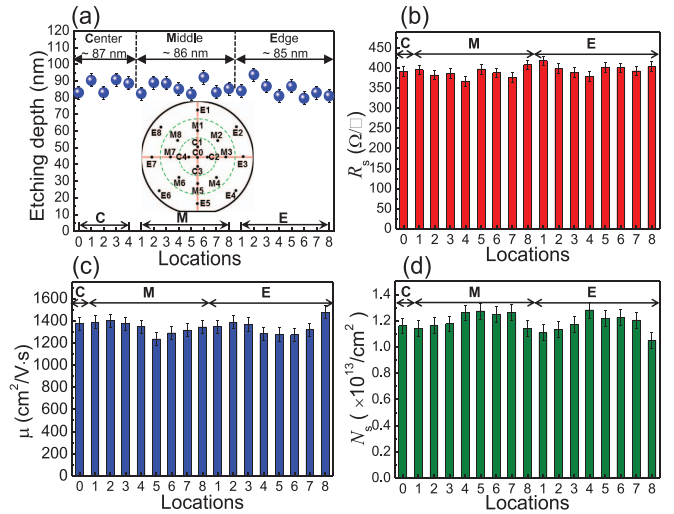 (a)
Center
~ 87 nm
Middle
~ 86 nm
Edge
~ 85 nm
Etching depth (nm)
120
110
100
90
80
70
60
50
40
30
20
10
0
E1
E8
M1
E2
M8
C1
M2
C0
E7
M7
C4
C2
M3
E3
C3
M6
M4
M5
E6
E5
E4
C M E
0 1 2 3 4 1 2 3 4 5 6 7 8 1 2 3 4 5 6 7 8
Locations
(b)
C M E
Rs (Ω/□)
450
400
350
300
250
200
150
100
50
0
0 1 2 3 4 5 6 7 8 1 2 3 4 5 6 7 8
Locations
(c)
C M E
μ (cm²/V·s)
1600
1400
1200
1000
800
600
400
200
0
0 1 2 3 4 5 6 7 8 1 2 3 4 5 6 7 8
Locations
(d)
C M E
Ns ( ×10¹³/cm²)
1.4
1.2
1.0
0.8
0.6
0.4
0.2
0.0
0 1 2 3 4 5 6 7 8 1 2 3 4 5 6 7 8
Locations